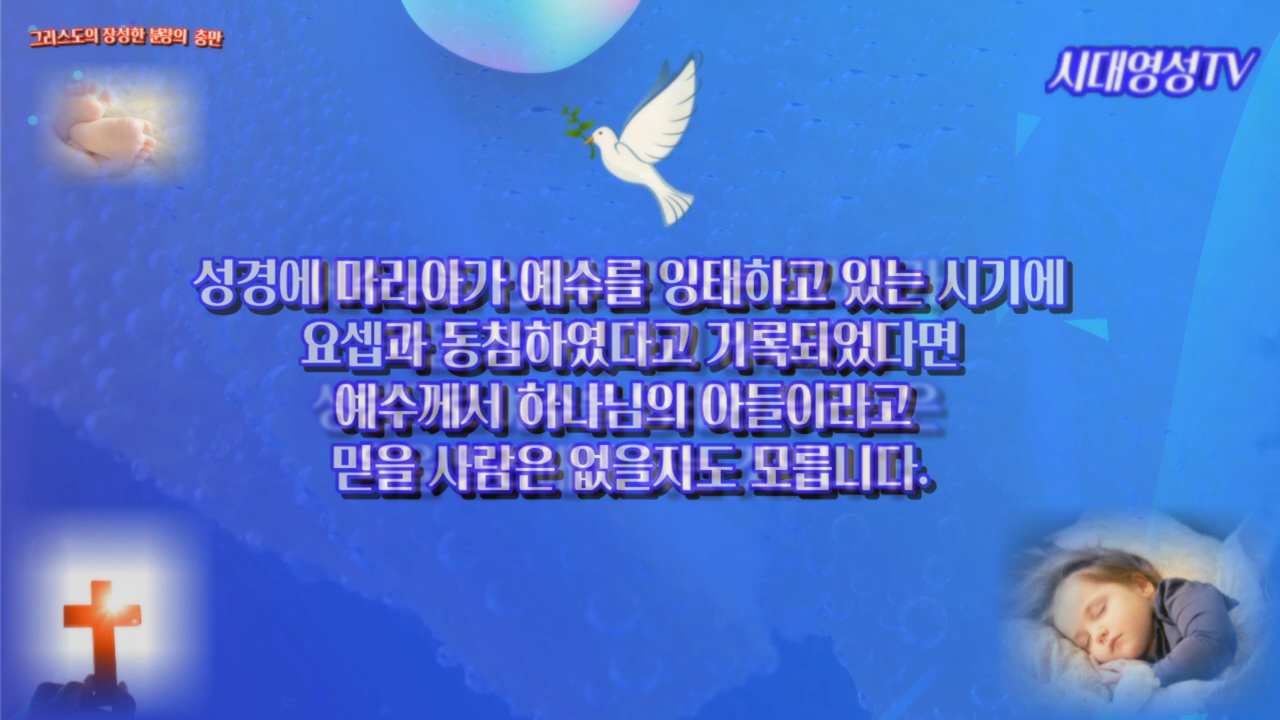 그리스도의 장성한 분량의 충만
시대영성TV
성경에 마리아가 예수를 잉태하고 있는 시기에
요셉과 동침하였다고 기록되었다면
예수께서 하나님의 아들이라고
믿을 사람은 없을지도 모릅니다.